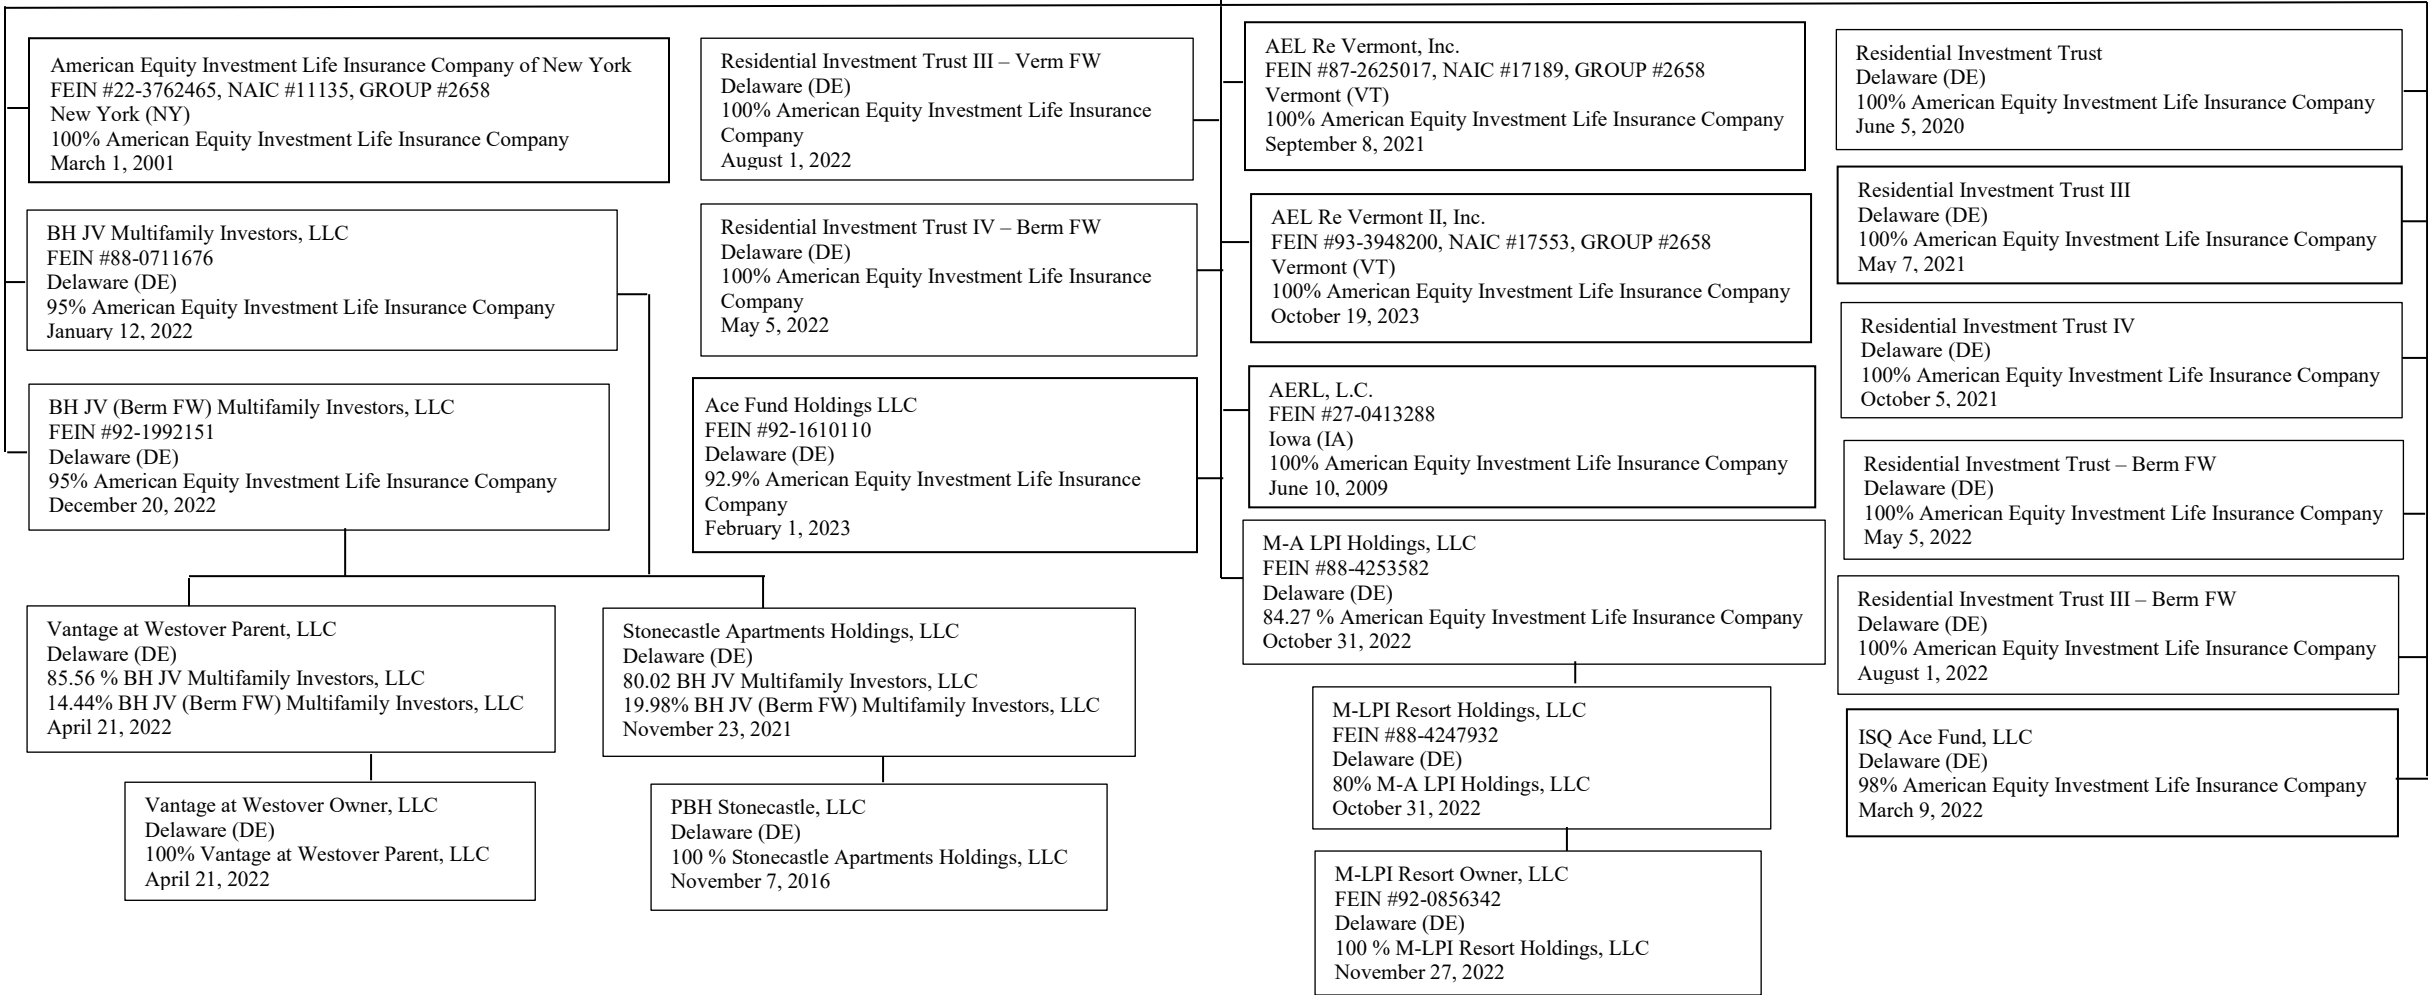 American Equity Investment Life Insurance Company of New York
FEIN #22-3762465, NAIC #11135, GROUP #2658
New York (NY)
100% American Equity Investment Life Insurance Company
March 1, 2001
BH JV Multifamily Investors, LLC
FEIN #88-0711676
Delaware (DE)
95% American Equity Investment Life Insurance Company
January 12, 2022
BH JV (Berm FW) Multifamily Investors, LLC
FEIN #92-1992151
Delaware (DE)
95% American Equity Investment Life Insurance Company
December 20, 2022
Vantage at Westover Parent, LLC
Delaware (DE)
85.56 % BH JV Multifamily Investors, LLC
14.44% BH JV (Berm FW) Multifamily Investors, LLC
April 21, 2022
Vantage at Westover Owner, LLC
Delaware (DE)
100% Vantage at Westover Parent, LLC
April 21, 2022
Residential Investment Trust III – Verm FW
Delaware (DE)
100% American Equity Investment Life Insurance
Company
August 1, 2022
Residential Investment Trust IV – Berm FW
Delaware (DE)
100% American Equity Investment Life Insurance
Company
May 5, 2022
Ace Fund Holdings LLC
FEIN #92-1610110
Delaware (DE)
92.9% American Equity Investment Life Insurance
Company
February 1, 2023
Stonecastle Apartments Holdings, LLC
Delaware (DE)
80.02 BH JV Multifamily Investors, LLC
19.98% BH JV (Berm FW) Multifamily Investors, LLC
November 23, 2021
PBH Stonecastle, LLC
Delaware (DE)
100 % Stonecastle Apartments Holdings, LLC
November 7, 2016
AEL Re Vermont, Inc.
FEIN #87-2625017, NAIC #17189, GROUP #2658
Vermont (VT)
100% American Equity Investment Life Insurance Company
September 8, 2021
AEL Re Vermont II, Inc.
FEIN #93-3948200, NAIC #17553, GROUP #2658
Vermont (VT)
100% American Equity Investment Life Insurance Company
October 19, 2023
AERL, L.C.
FEIN #27-0413288
Iowa (IA)
100% American Equity Investment Life Insurance Company
June 10, 2009
M-A LPI Holdings, LLC
FEIN #88-4253582
Delaware (DE)
84.27 % American Equity Investment Life Insurance Company
October 31, 2022
M-LPI Resort Holdings, LLC
FEIN #88-4247932
Delaware (DE)
80% M-A LPI Holdings, LLC
October 31, 2022
M-LPI Resort Owner, LLC
FEIN #92-0856342
Delaware (DE)
100 % M-LPI Resort Holdings, LLC
November 27, 2022
Residential Investment Trust
Delaware (DE)
100% American Equity Investment Life Insurance Company
June 5, 2020
Residential Investment Trust III
Delaware (DE)
100% American Equity Investment Life Insurance Company
May 7, 2021
Residential Investment Trust IV
Delaware (DE)
100% American Equity Investment Life Insurance Company
October 5, 2021
Residential Investment Trust – Berm FW
Delaware (DE)
100% American Equity Investment Life Insurance Company
May 5, 2022
Residential Investment Trust III – Berm FW
Delaware (DE)
100% American Equity Investment Life Insurance Company
August 1, 2022
ISQ Ace Fund, LLC
Delaware (DE)
98% American Equity Investment Life Insurance Company
March 9, 2022